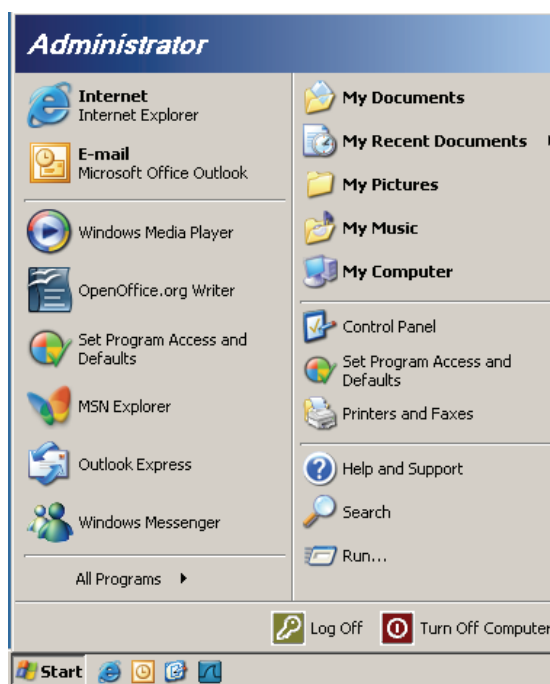 Administrator
Internet
Internet Explorer
E-mail
Microsoft Office Outlook
Windows Media Player
OpenOffice.org Writer
Set Program Access and
Defaults
MSN Explorer
Outlook Express
Windows Messenger
All Programs
My Documents
My Recent Documents
My Pictures
My Music
My Computer
Control Panel
Set Program Access and
Defaults
Printers and Faxes
Help and Support
Search
Run...
Log Off
Turn Off Computer
Start